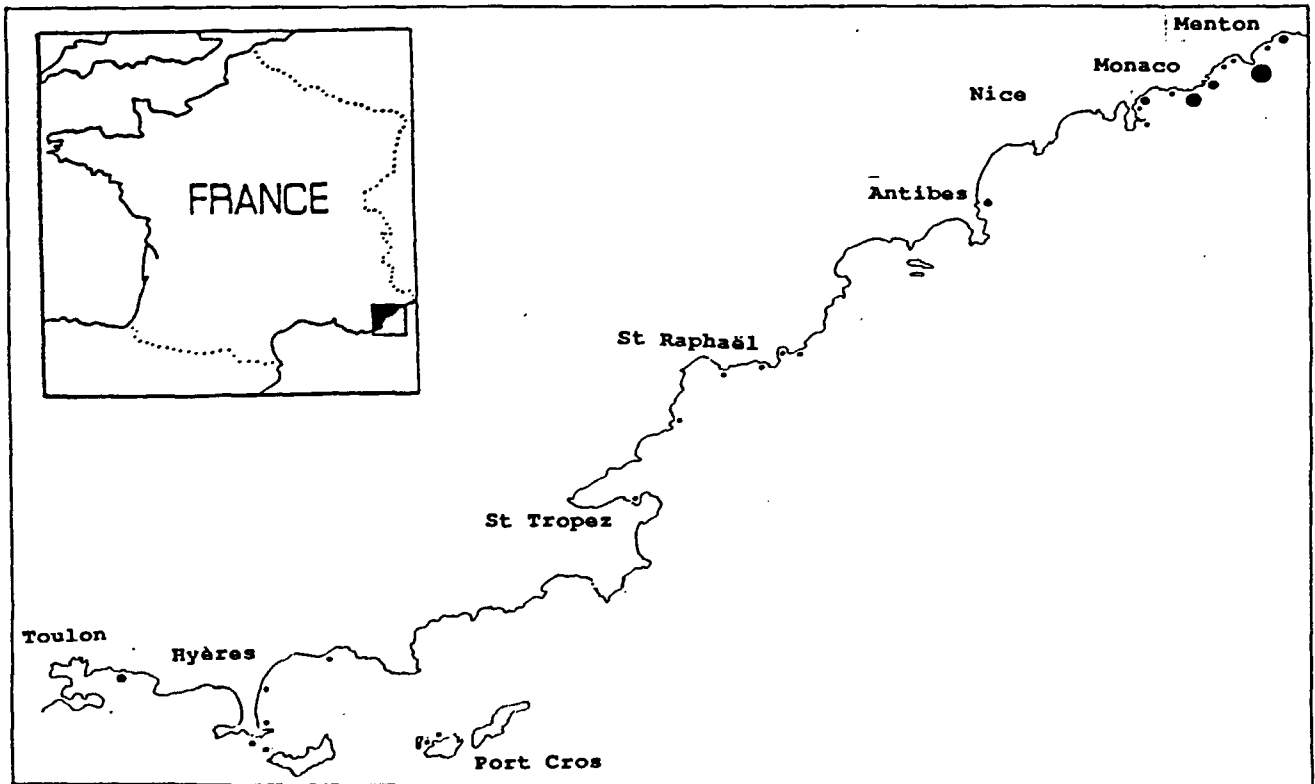 Menton
Monaco
Nice
FRANCE
Antibes
St Raphaël
St Tropez
Toulon
Hyères
Port Cros